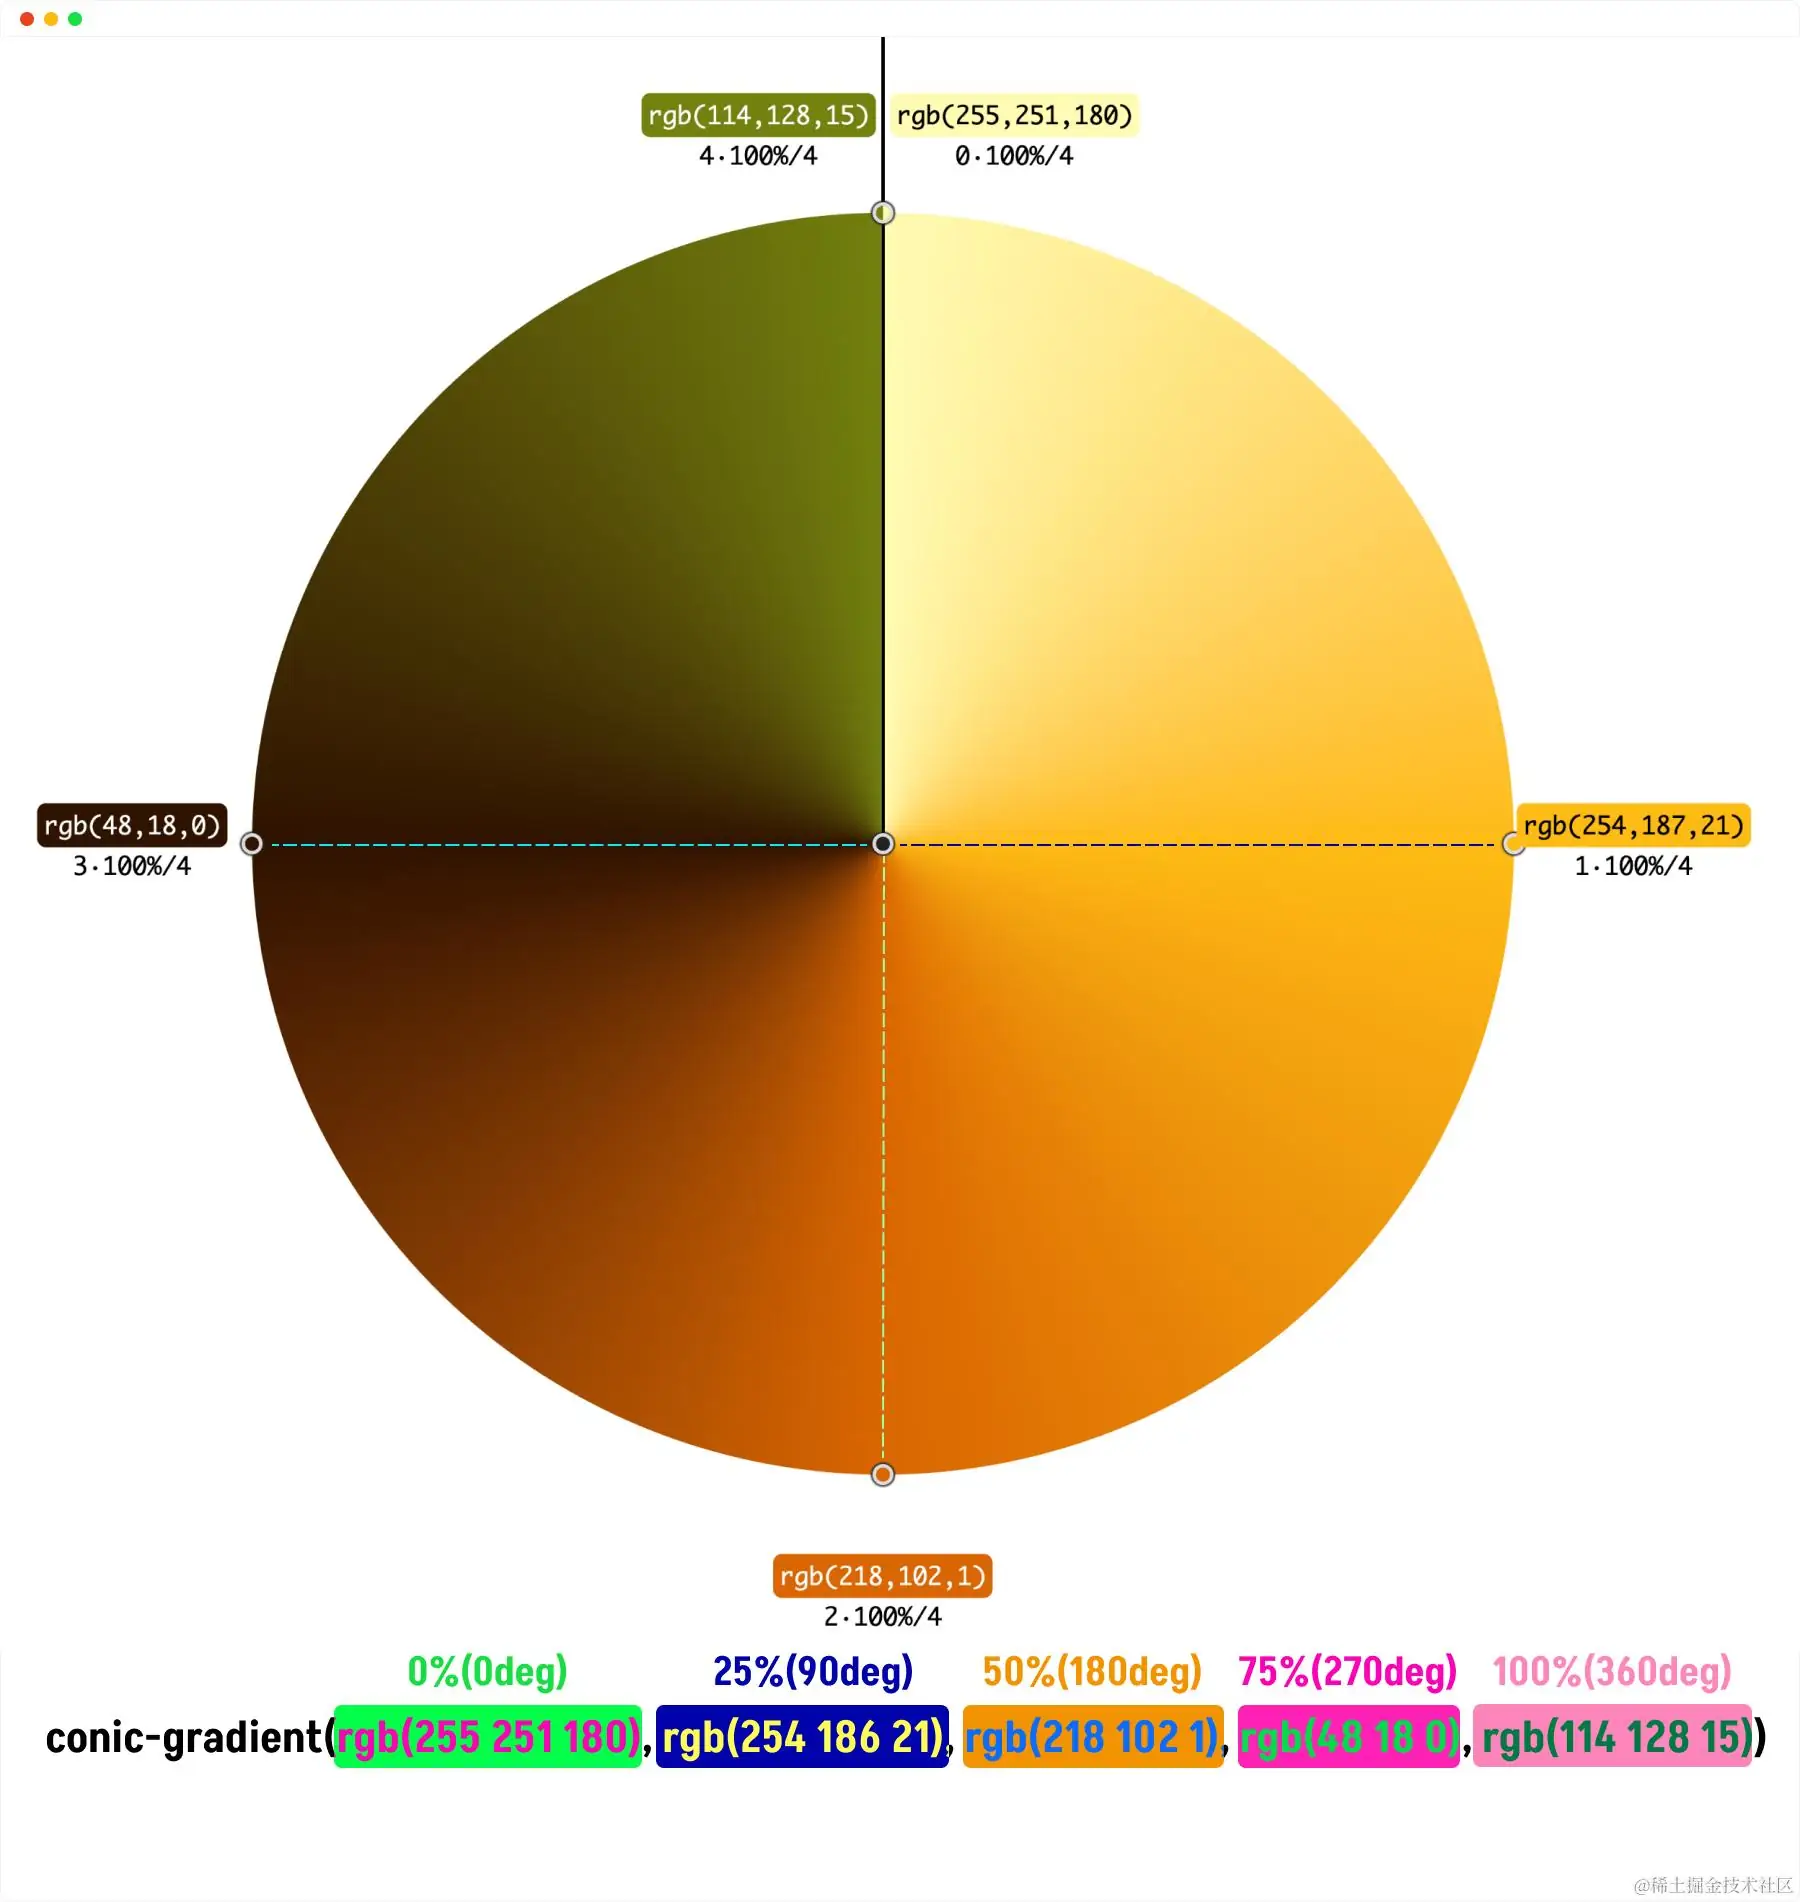 rgb(114,128,15) rgb(255,251,180)
4·100%/4 0·100%/4
rgb(48,18,0) rgb(254,187,21)
3·100%/4 1·100%/4
rgb(218,102,1)
2·100%/4
0%(0deg) 25%(90deg) 50%(180deg) 75%(270deg) 100%(360deg)
conic-gradient(rgb(255 251 180), rgb(254 186 21), rgb(218 102 1), rgb(48 18 0), rgb(114 128 15))
@稀土掘金技术社区